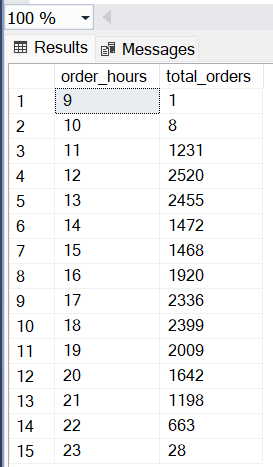 100 %
Results Messages
order_hours total_orders
1 9 1
2 10 8
3 11 1231
4 12 2520
5 13 2455
6 14 1472
7 15 1468
8 16 1920
9 17 2336
10 18 2399
11 19 2009
12 20 1642
13 21 1198
14 22 663
15 23 28